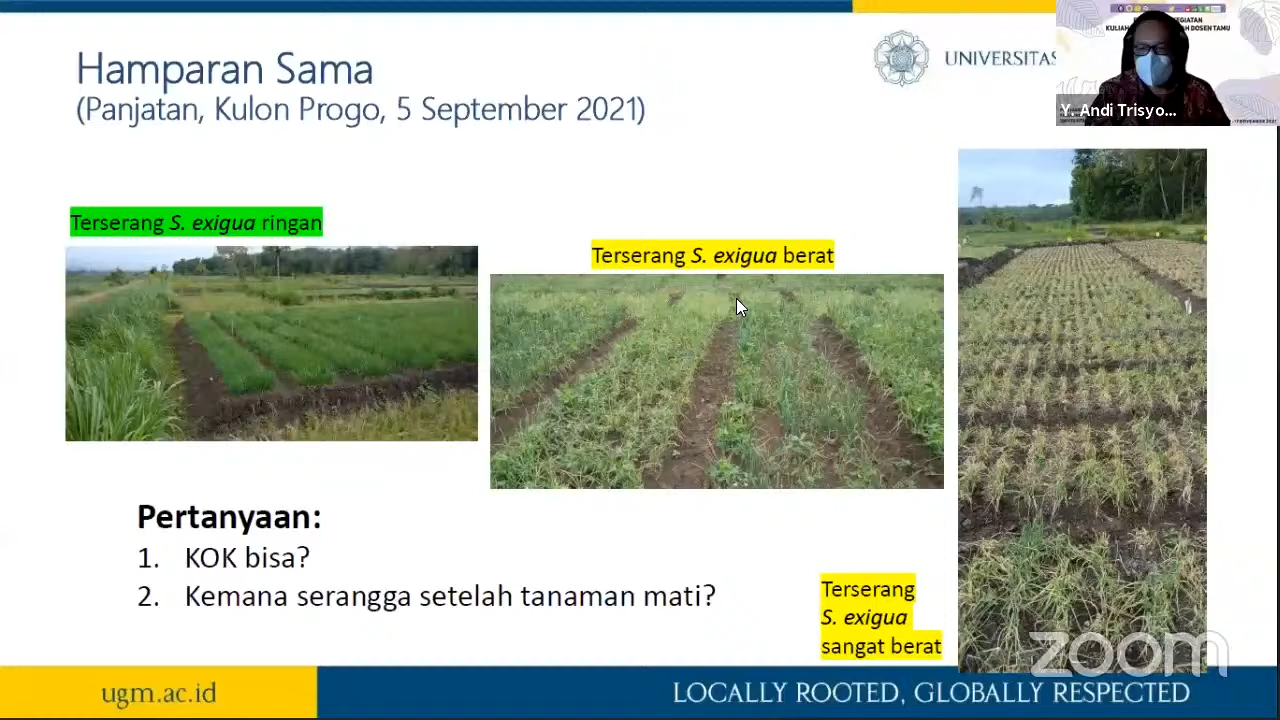 Hamparan Sama
(Panjatan, Kulon Progo, 5 September 2021)
UNIVERSITAS
Y. Andi Trisyo...
Terserang S. exigua ringan
Terserang S. exigua berat
Pertanyaan:
1. KOK bisa?
2. Kemana serangga setelah tanaman mati?
Terserang
S. exigua
sangat berat
zoom
ugm.ac.id
LOCALLY ROOTED, GLOBALLY RESPECTED